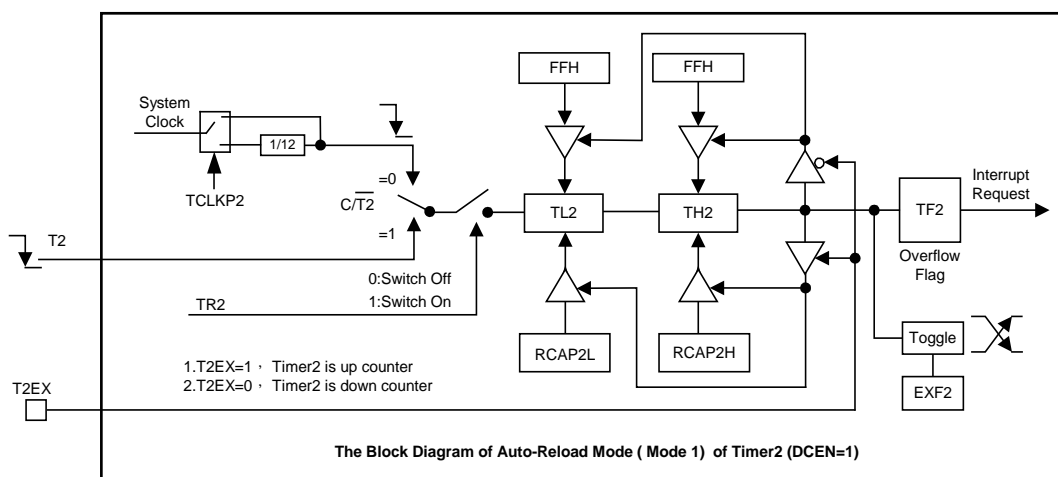 FFH
FFH
System
Clock
1/12
TCLKP2
=0
C/T2
=1
TL2
TH2
TF2
Interrupt
Request
Overflow
Flag
T2
0:Switch Off
1:Switch On
TR2
RCAP2L
RCAP2H
Toggle
EXF2
1.T2EX=1， Timer2 is up counter
2.T2EX=0， Timer2 is down counter
T2EX
The Block Diagram of Auto-Reload Mode ( Mode 1) of Timer2 (DCEN=1)